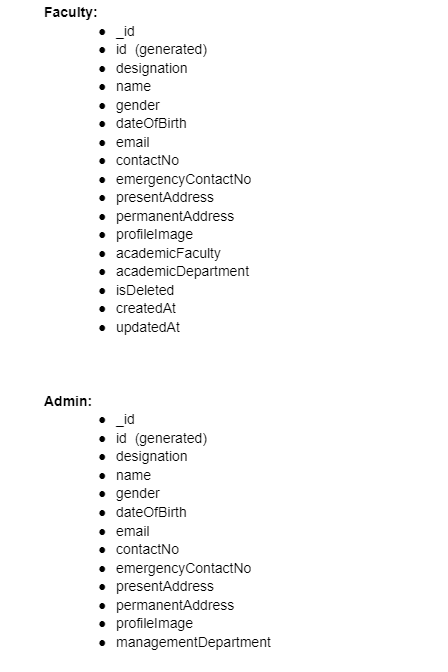 Faculty:
● _id
● id (generated)
● designation
● name
● gender
● dateOfBirth
● email
● contactNo
● emergencyContactNo
● presentAddress
● permanentAddress
● profileImage
● academicFaculty
● academicDepartment
● isDeleted
● createdAt
● updatedAt
Admin:
● _id
● id (generated)
● designation
● name
● gender
● dateOfBirth
● email
● contactNo
● emergencyContactNo
● presentAddress
● permanentAddress
● profileImage
● managementDepartment